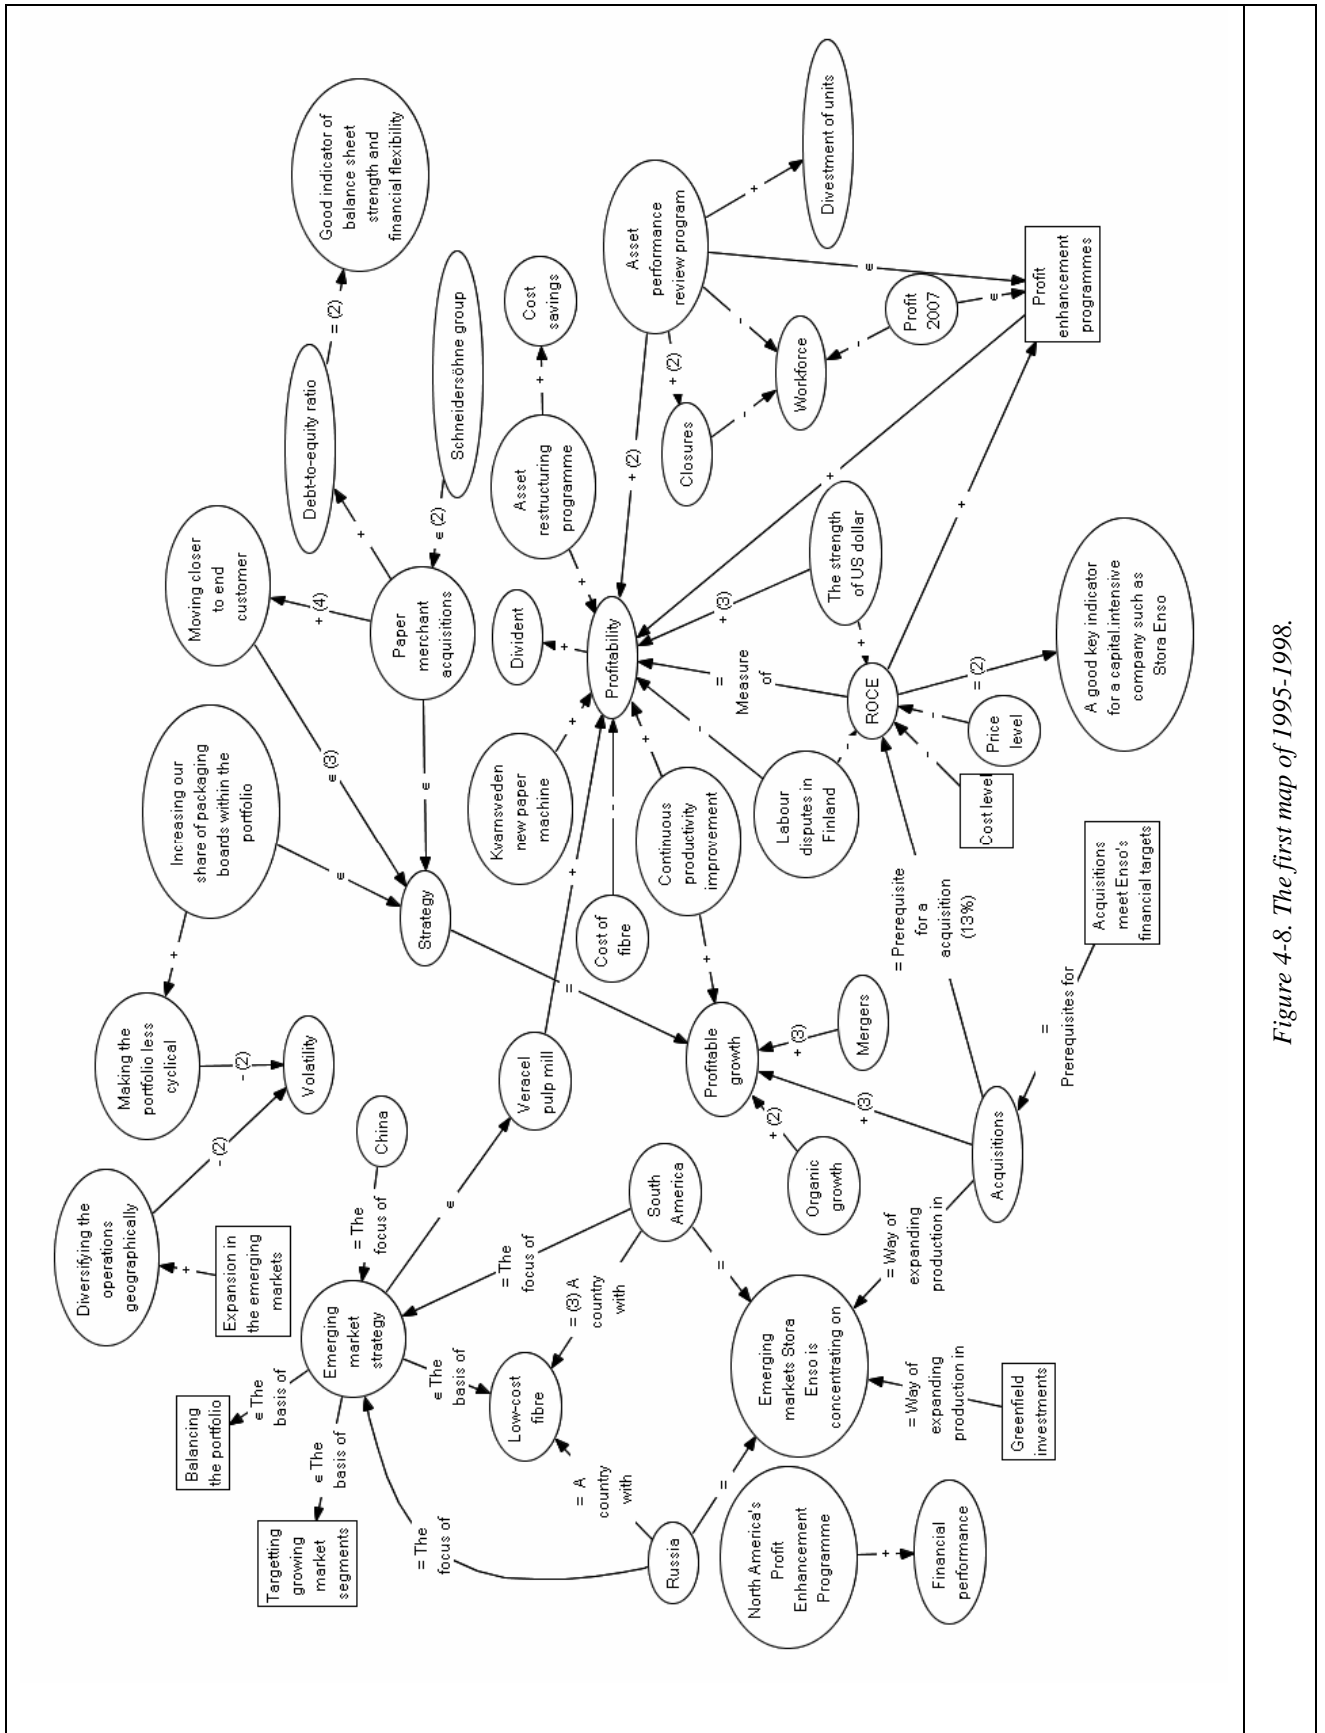 Diversifying the
operations
geographically
Making the
portfolio less
cyclical
Increasing our
share of packaging
boards within the
portfolio
Moving closer
to end
customer
Good indicator of
balance sheet
strength and
financial flexibility
Balancing
the portfolio
Expansion in
the emerging
markets
+
- (2)
- (2)
+
Volatility
Targetting
growing
market
segments
ϵ The
basis of
ϵ The
basis of
Emerging
market
strategy
= The
focus of
China
ϵ
ϵ (3)
Strategy
ϵ
+ (4)
Paper
merchant
acquisitions
+
Debt-to-equity ratio
= (2)
ϵ (2)
Schneidersöhne group
= The
focus of
ϵ The
basis of
ϵ
= The
focus of
Low-cost
fibre
= A
country
with
= (3) A
country
with
Veracel
pulp mill
+
=
Kvarnsveden
new paper
machine
+
Divident
+
Asset
restructuring
programme
+
Cost
savings
+
Cost of
fibre
-
Profitability
+ (2)
Asset
performance
review program
+
Divestment of units
Russia
=
South
America
=
Continuous
productivity
improvement
+
+
Profitable
growth
Closures
+ (2)
-
-
Workforce
-
ϵ
Profit
2007
ϵ
Profit
enhancement
programmes
+
North America's
Profit
Enhancement
Programme
+
Financial
performance
Emerging
markets Stora
Enso is
concentrating on
Organic
growth
+ (2)
+ (3)
Mergers
+ (3)
Labour
disputes in
Finland
-
-
=
Measure
of
+ (3)
The strength
of US dollar
+
ROCE
+
= (2)
= Way of
expanding
production in
= Way of
expanding
production in
Greenfield
investments
Acquisitions
= Prerequisite
for a
acquisition
(13%)
Cost level
-
Price
level
-
A good key indicator
for a capital.intensive
company such as
Stora Enso
=
Prerequisites for
Acquisitions
meet Enso's
financial targets
Figure 4-8. The first map of 1995-1998.